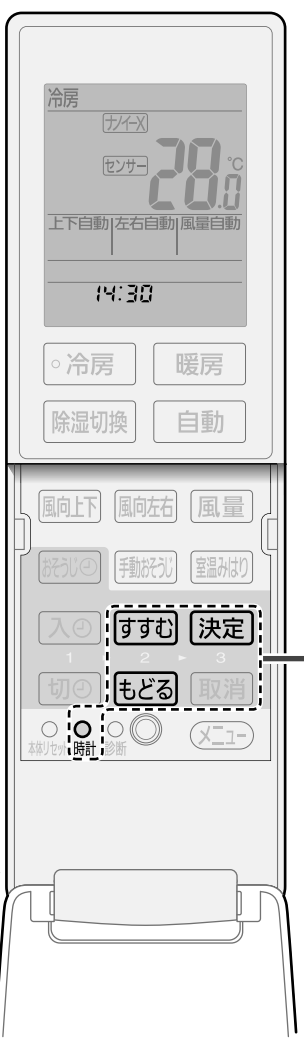 冷房
ナノイーX
センサー 28.0℃
上下自動 左右自動 風量自動
14:30
冷房 暖房
除湿切換 自動
風向上下 風向左右 風量
おそうじ 手動おそうじ 室温みはり
入 すすむ 決定
1 2 ► 3
切 もどる 取消
本体リセット 時計 診断 メニュー